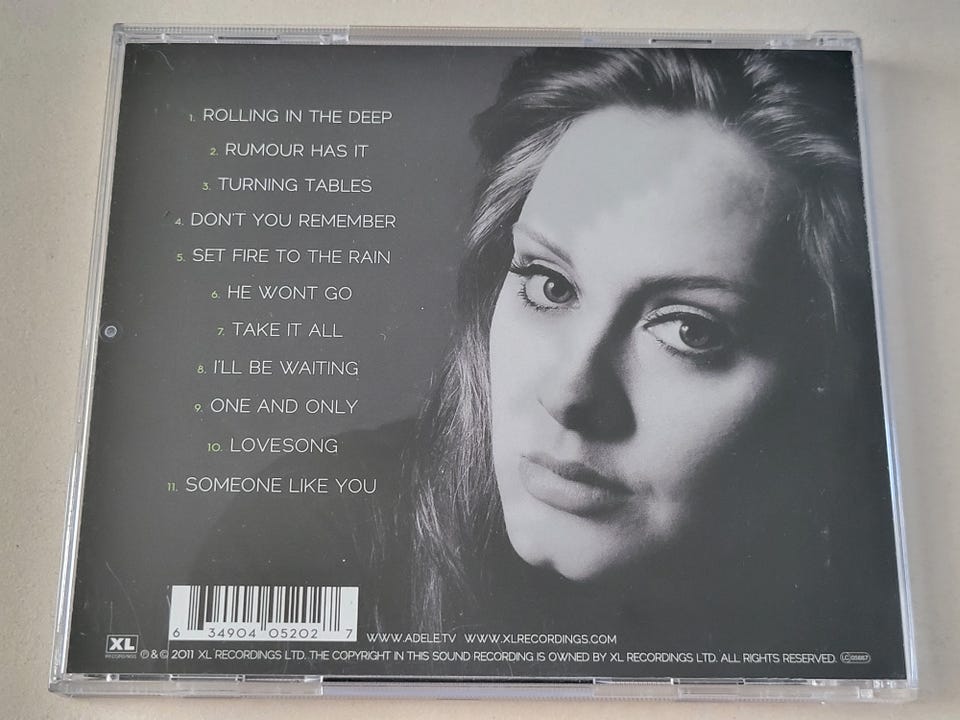 1. ROLLING IN THE DEEP
2. RUMOUR HAS IT
3. TURNING TABLES
4. DON'T YOU REMEMBER
5. SET FIRE TO THE RAIN
6. HE WONT GO
7. TAKE IT ALL
8. I'LL BE WAITING
9. ONE AND ONLY
10. LOVESONG
11. SOMEONE LIKE YOU
6 34904 05202 7
WWW.ADELE.TV WWW.XLRECORDINGS.COM
XL
RECORDINGS
℗ & © 2011 XL RECORDINGS LTD. THE COPYRIGHT IN THIS SOUND RECORDING IS OWNED BY XL RECORDINGS LTD. ALL RIGHTS RESERVED. LC 05667